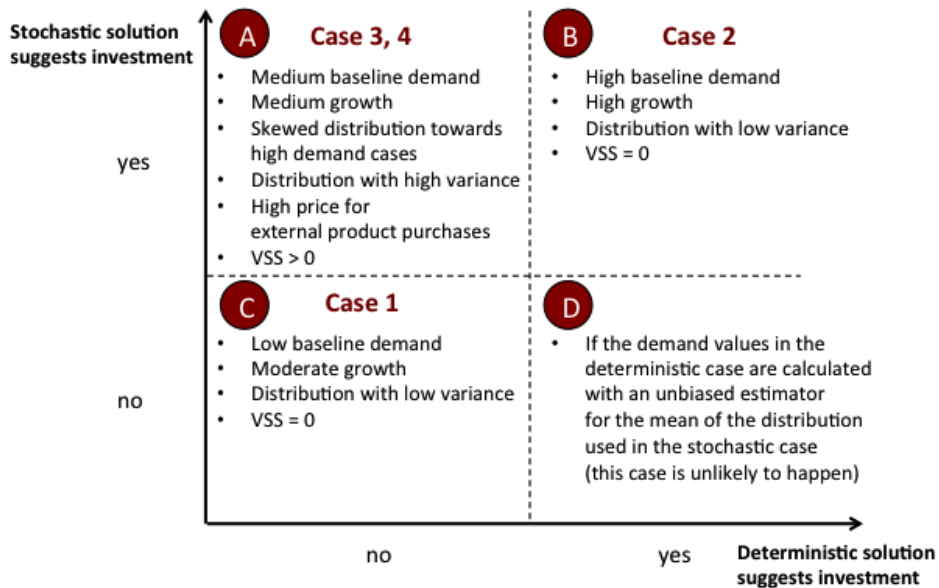 Stochastic solution
suggests investment
A
Case 3, 4
• Medium baseline demand
• Medium growth
• Skewed distribution towards
high demand cases
• Distribution with high variance
• High price for
external product purchases
• VSS > 0
B
Case 2
• High baseline demand
• High growth
• Distribution with low variance
• VSS = 0
yes
C
Case 1
• Low baseline demand
• Moderate growth
• Distribution with low variance
• VSS = 0
D
• If the demand values in the
deterministic case are calculated
with an unbiased estimator
for the mean of the distribution
used in the stochastic case
(this case is unlikely to happen)
no
no
yes
Deterministic solution
suggests investment